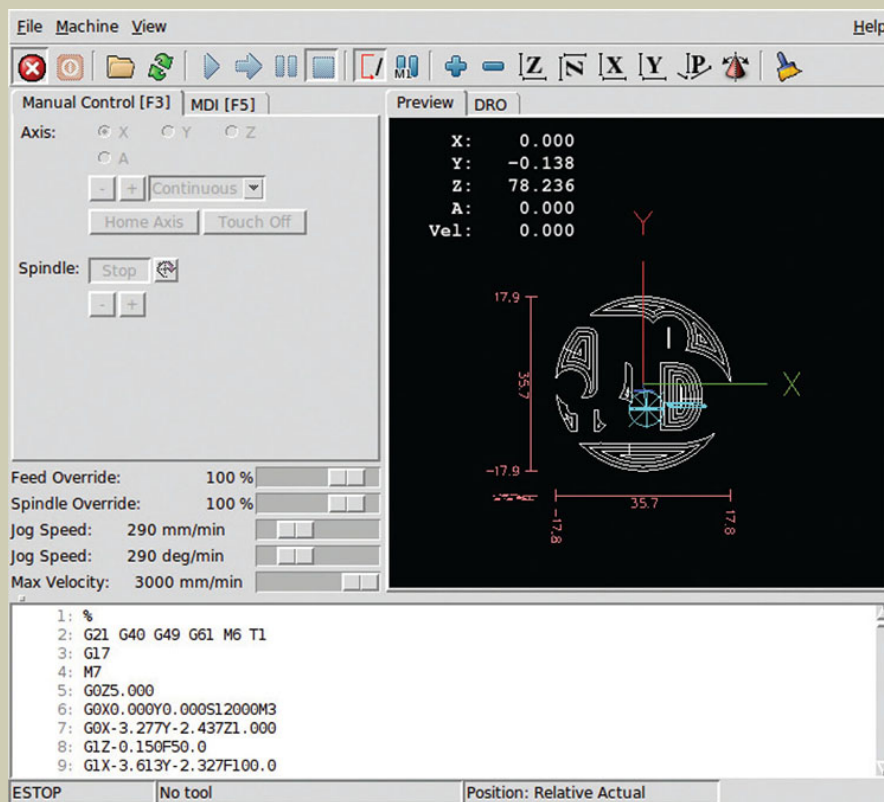 File Machine View Help
Z N X Y P
M1
Manual Control [F3] MDI [F5]
Preview DRO
Axis: X Y Z
A
- + Continuous
Home Axis Touch Off
Spindle: Stop
- +
X: 0.000
Y: -0.138
Z: 78.236
A: 0.000
Vel: 0.000
Y
X
17.9
35.7
-17.9
35.7
-17.8
17.8
Feed Override: 100 %
Spindle Override: 100 %
Jog Speed: 290 mm/min
Jog Speed: 290 deg/min
Max Velocity: 3000 mm/min
1: %
2: G21 G40 G49 G61 M6 T1
3: G17
4: M7
5: G0Z5.000
6: G0X0.000Y0.000S12000M3
7: G0X-3.277Y-2.437Z1.000
8: G1Z-0.150F50.0
9: G1X-3.613Y-2.327F100.0
ESTOP No tool Position: Relative Actual